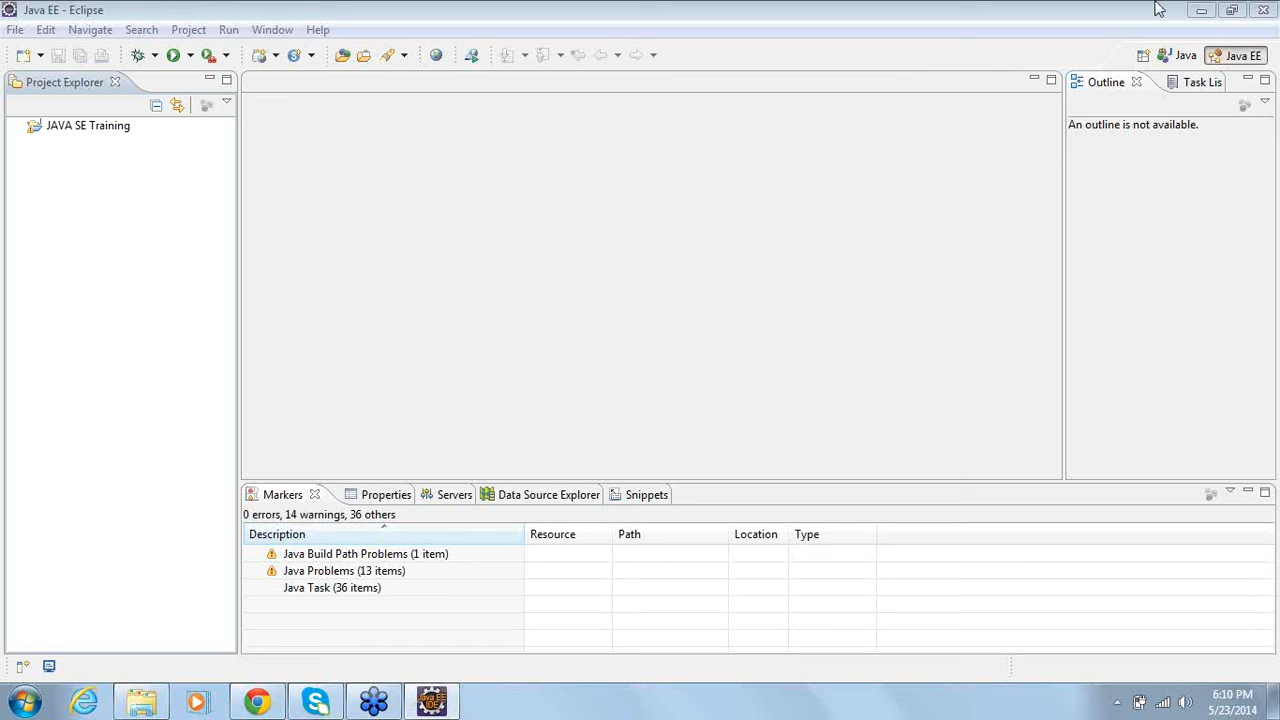 Java EE - Eclipse
File Edit Navigate Search Project Run Window Help
Java Java EE
Project Explorer
Outline Task Lis
JAVA SE Training
An outline is not available.
Markers Properties Servers Data Source Explorer Snippets
0 errors, 14 warnings, 36 others
Description Resource Path Location Type
Java Build Path Problems (1 item)
Java Problems (13 items)
Java Task (36 items)
Java EE
IDE
6:10 PM
5/23/2014